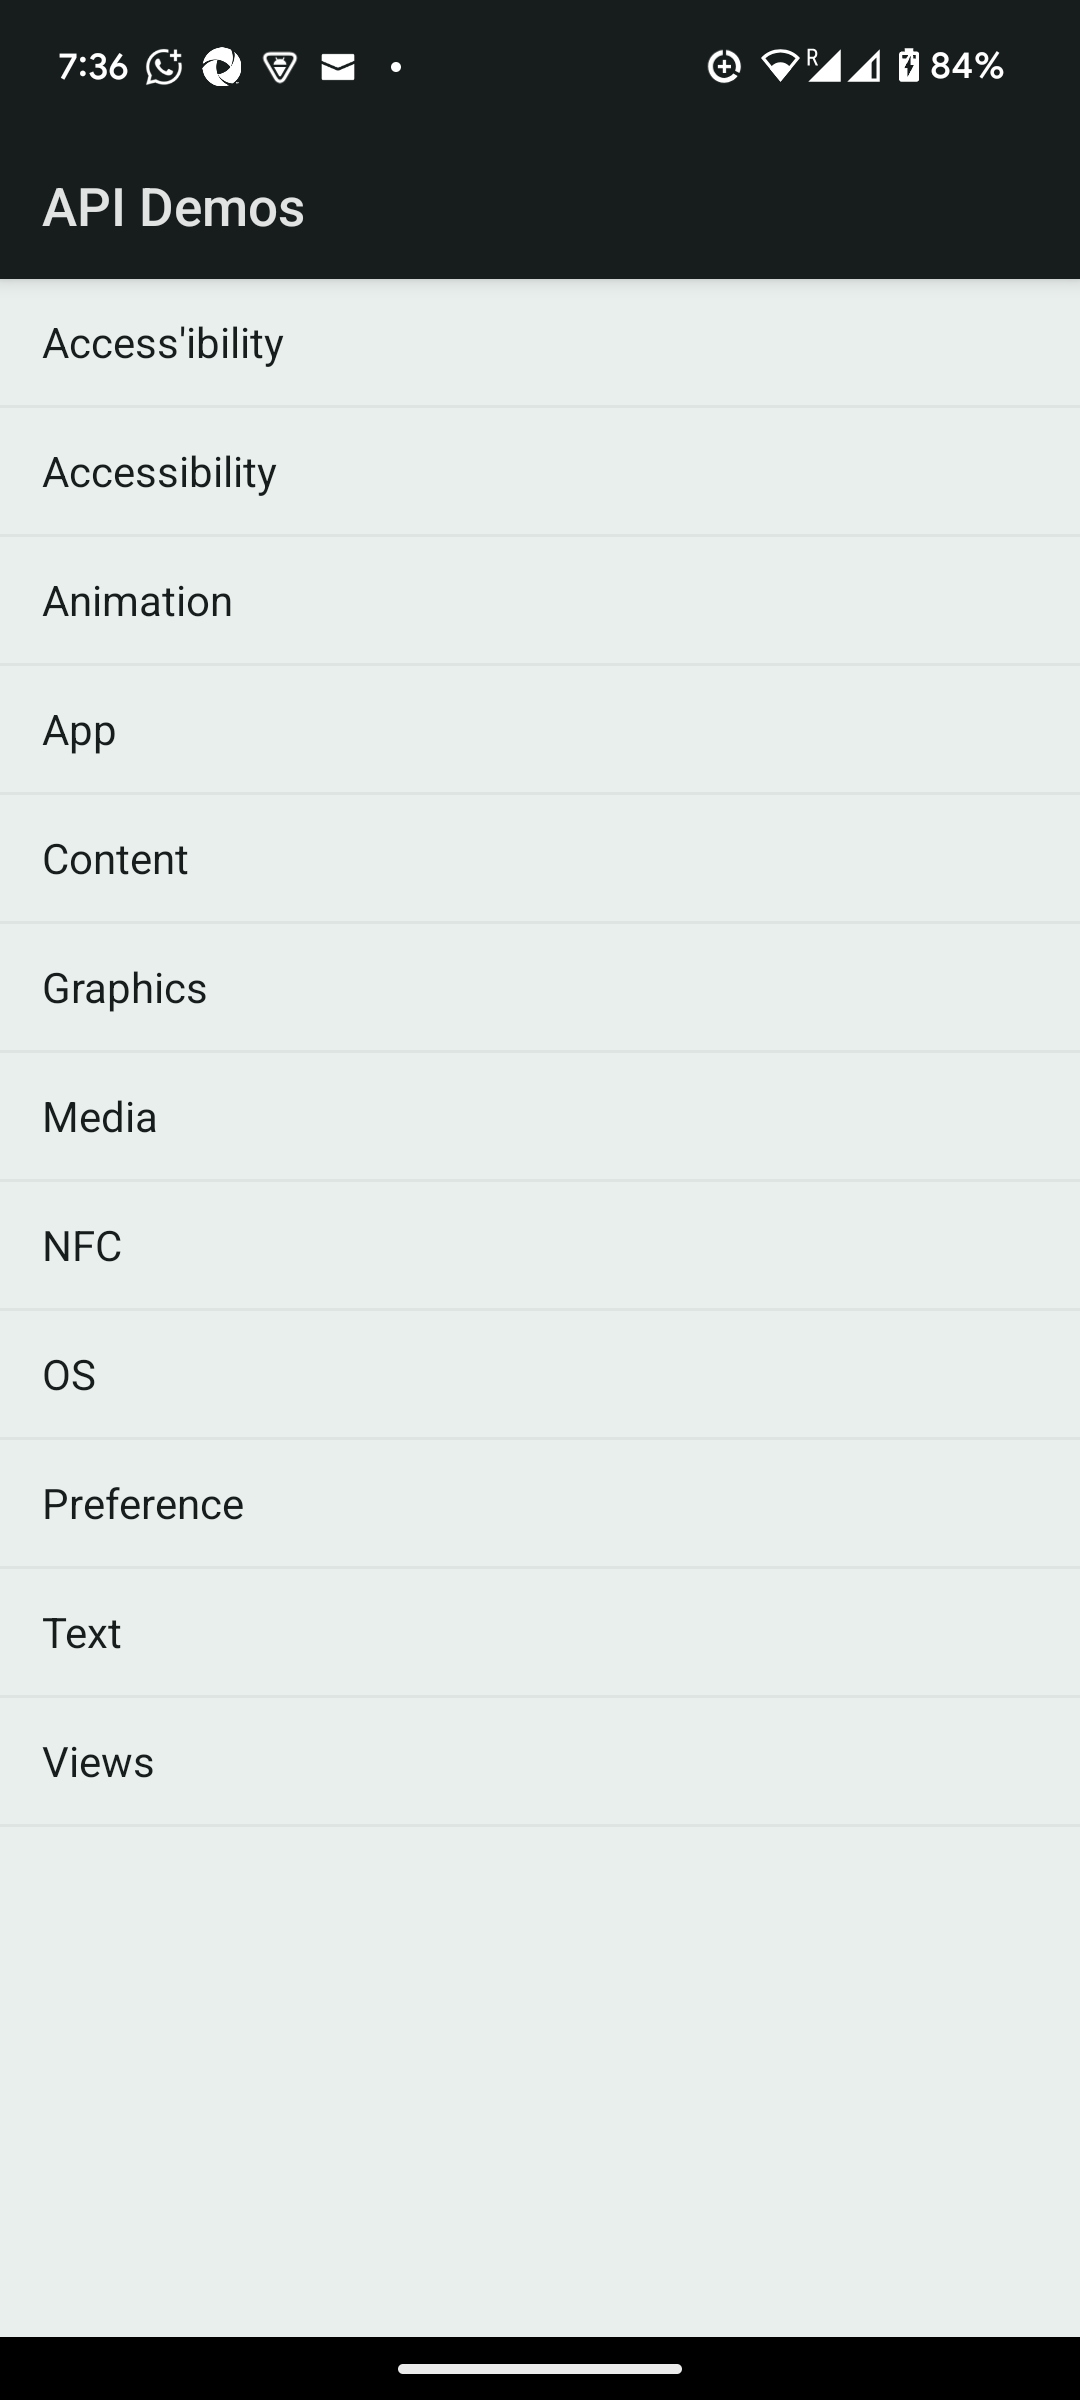 7:36 R 84%
API Demos
Access'ibility
Accessibility
Animation
App
Content
Graphics
Media
NFC
OS
Preference
Text
Views